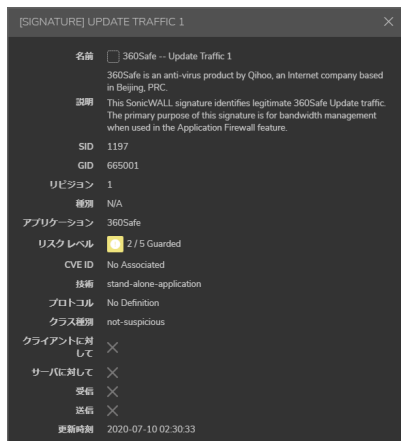 [SIGNATURE] UPDATE TRAFFIC 1
名前 360Safe -- Update Traffic 1
説明 360Safe is an anti-virus product by Qihoo, an Internet company based
in Beijing, PRC.
This SonicWALL signature identifies legitimate 360Safe Update traffic.
The primary purpose of this signature is for bandwidth management
when used in the Application Firewall feature.
SID 1197
GID 665001
リビジョン 1
種別 N/A
アプリケーション 360Safe
リスク レベル 2 / 5 Guarded
CVE ID No Associated
技術 stand-alone-application
プロトコル No Definition
クラス種別 not-suspicious
クライアントに対
して
サーバに対して
受信
送信
更新時刻 2020-07-10 02:30:33